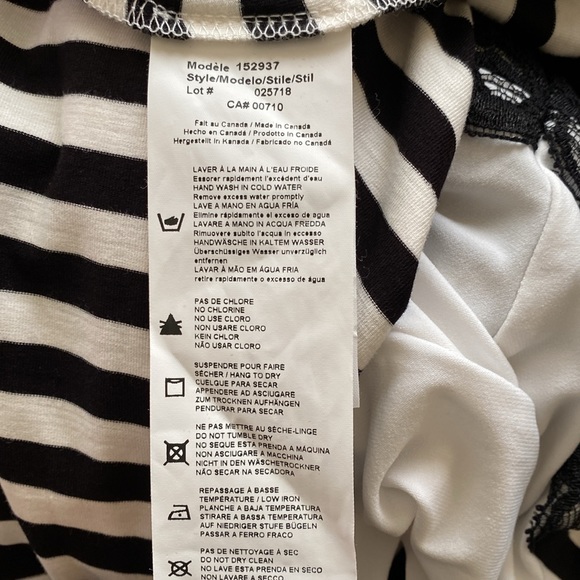 Modèle 152937
Style/Modelo/Stile/Stil
Lot # 025718
CA# 00710
Fait au Canada / Made in Canada
Hecho en Canadá / Prodotto in Canada
Hergestellt in Kanada / Fabricado no Canadá
LAVER À LA MAIN À L'EAU FROIDE
Essorer rapidement l'excédent d'eau
HAND WASH IN COLD WATER
Remove excess water promptly
LAVE A MANO EN AGUA FRÍA
Elimine rápidamente el exceso de agua
LAVARE A MANO IN ACQUA FREDDA
Rimuovere subito l'acqua in eccesso
HANDWÄSCHE IN KALTEM WASSER
Überschüssiges Wasser unverzüglich
entfernen
LAVAR À MÃO EM ÁGUA FRIA
retire rapidamente o excesso de água
PAS DE CHLORE
NO CHLORINE
NO USE CLORO
NON USARE CLORO
KEIN CHLOR
NÃO USAR CLORO
SUSPENDRE POUR FAIRE
SÉCHER / HANG TO DRY
CUELGUE PARA SECAR
APPENDERE AD ASCIUGARE
ZUM TROCKNEN AUFHÄNGEN
PENDURAR PARA SECAR
NE PAS METTRE AU SÈCHE-LINGE
DO NOT TUMBLE DRY
NO SEQUE ESTA PRENDA A MÁQUINA
NON ASCIUGARE A MACCHINA
NICHT IN DEN WÄSCHETROCKNER
NÃO SECAR NA SECADORA
REPASSAGE À BASSE
TEMPÉRATURE / LOW IRON
PLANCHE A BAJA TEMPERATURA
STIRARE A BASSA TEMPERATURA
AUF NIEDRIGER STUFE BÜGELN
PASSAR A FERRO FRACO
PAS DE NETTOYAGE À SEC
DO NOT DRY CLEAN
NO LAVE ESTA PRENDA EN SECO
NON LAVARE A SECCO